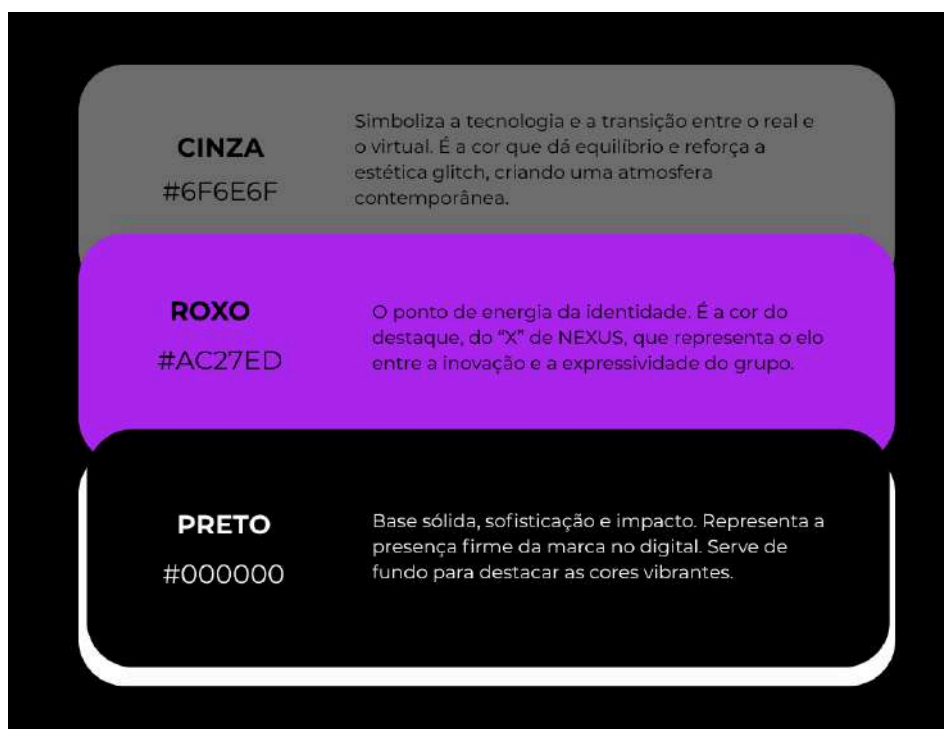 CINZA
#6F6E6F
Simboliza a tecnologia e a transição entre o real e
o virtual. É a cor que dá equilíbrio e reforça a
estética glitch, criando uma atmosfera
contemporânea.
ROXO
#AC27ED
O ponto de energia da identidade. É a cor do
destaque, do “X” de NEXUS, que representa o elo
entre a inovação e a expressividade do grupo.
PRETO
#000000
Base sólida, sofisticação e impacto. Representa a
presença firme da marca no digital. Serve de
fundo para destacar as cores vibrantes.